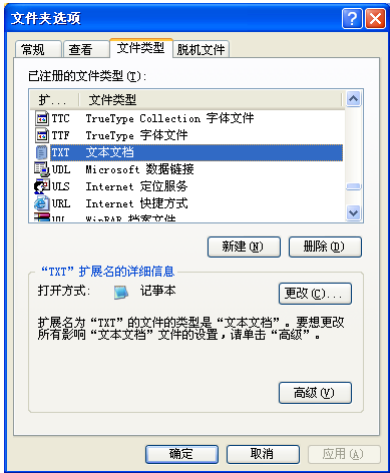 文件夹选项
常规 查看 文件类型 脱机文件
已注册的文件类型(T):
扩... 文件类型
TTC TrueType Collection 字体文件
TTF TrueType 字体文件
TXT 文本文档
UDL Microsoft 数据链接
ULS Internet 定位服务
URL Internet 快捷方式
WinRAR 档案文件
新建(N) 删除(D)
“TXT”扩展名的详细信息
打开方式: 记事本 更改(C)...
扩展名为“TXT”的文件的类型是“文本文档”。要想更改
所有影响“文本文档”文件的设置，请单击“高级”。
高级(V)
确定 取消 应用(A)